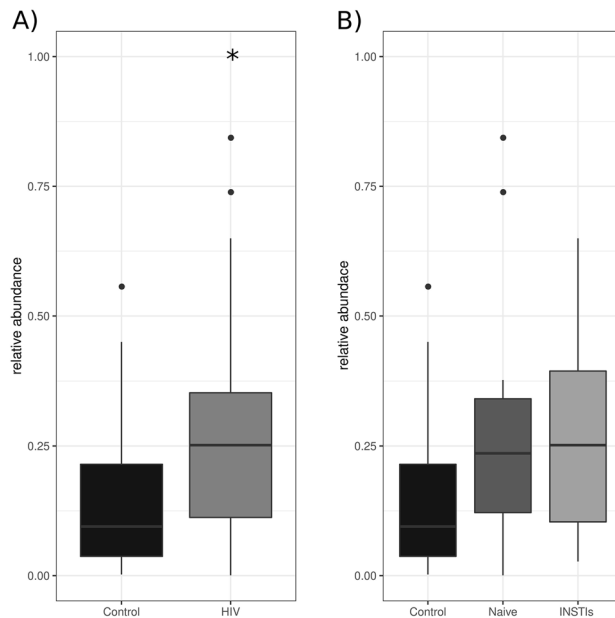 A)
*
1.00
0.75
0.50
0.25
0.00
relative abundance
Control HIV
B)
1.00
0.75
0.50
0.25
0.00
relative abundace
Control Naive INSTIs